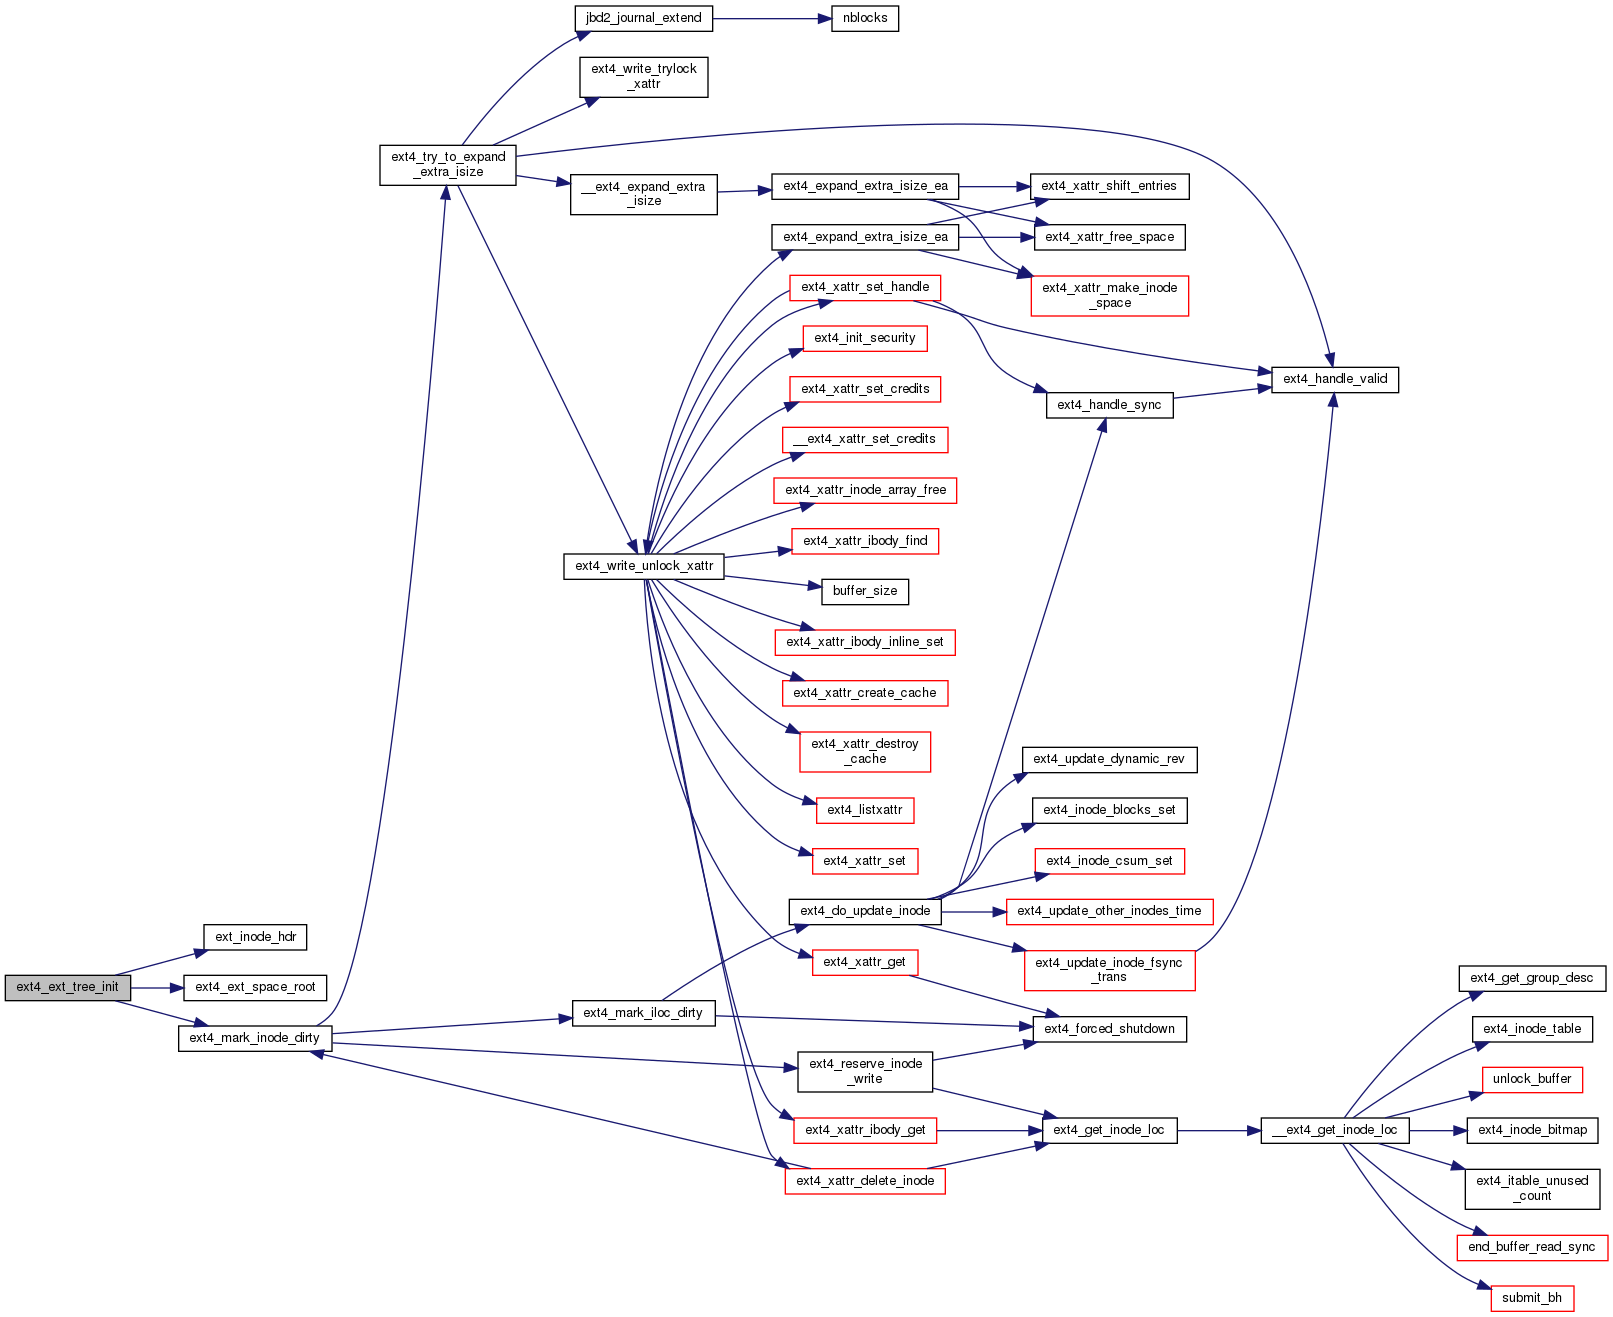 jbd2_journal_extend
nblocks
ext4_write_trylock
_xattr
ext4_try_to_expand
_extra_isize
__ext4_expand_extra
_isize
ext4_expand_extra_isize_ea
ext4_xattr_shift_entries
ext4_expand_extra_isize_ea
ext4_xattr_free_space
ext4_xattr_set_handle
ext4_xattr_make_inode
_space
ext4_init_security
ext4_handle_valid
ext4_xattr_set_credits
ext4_handle_sync
__ext4_xattr_set_credits
ext4_xattr_inode_array_free
ext4_xattr_ibody_find
ext4_write_unlock_xattr
buffer_size
ext4_xattr_ibody_inline_set
ext4_xattr_create_cache
ext4_xattr_destroy
_cache
ext4_update_dynamic_rev
ext4_listxattr
ext4_inode_blocks_set
ext4_xattr_set
ext4_inode_csum_set
ext4_do_update_inode
ext4_update_other_inodes_time
ext_inode_hdr
ext4_xattr_get
ext4_update_inode_fsync
_trans
ext4_get_group_desc
ext4_ext_tree_init
ext4_ext_space_root
ext4_mark_iloc_dirty
ext4_forced_shutdown
ext4_inode_table
ext4_mark_inode_dirty
ext4_reserve_inode
_write
unlock_buffer
ext4_xattr_ibody_get
ext4_get_inode_loc
__ext4_get_inode_loc
ext4_inode_bitmap
ext4_xattr_delete_inode
ext4_itable_unused
_count
end_buffer_read_sync
submit_bh